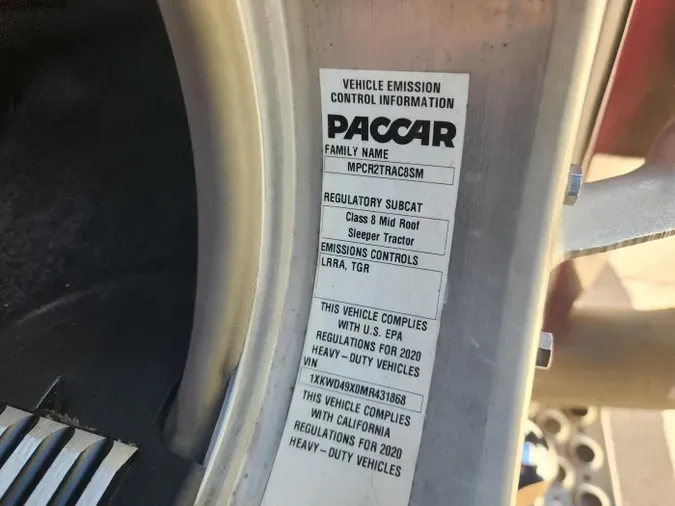 VEHICLE EMISSION
CONTROL INFORMATION
PACCAR
FAMILY NAME
MPCR2TRAC8SM
REGULATORY SUBCAT
Class 8 Mid Roof
Sleeper Tractor
EMISSIONS CONTROLS
LRRA, TGR
THIS VEHICLE COMPLIES
WITH U.S. EPA
REGULATIONS FOR 2020
HEAVY-DUTY VEHICLES
VIN
1XKWD49X0MR431868
THIS VEHICLE COMPLIES
WITH CALIFORNIA
REGULATIONS FOR 2020
HEAVY-DUTY VEHICLES